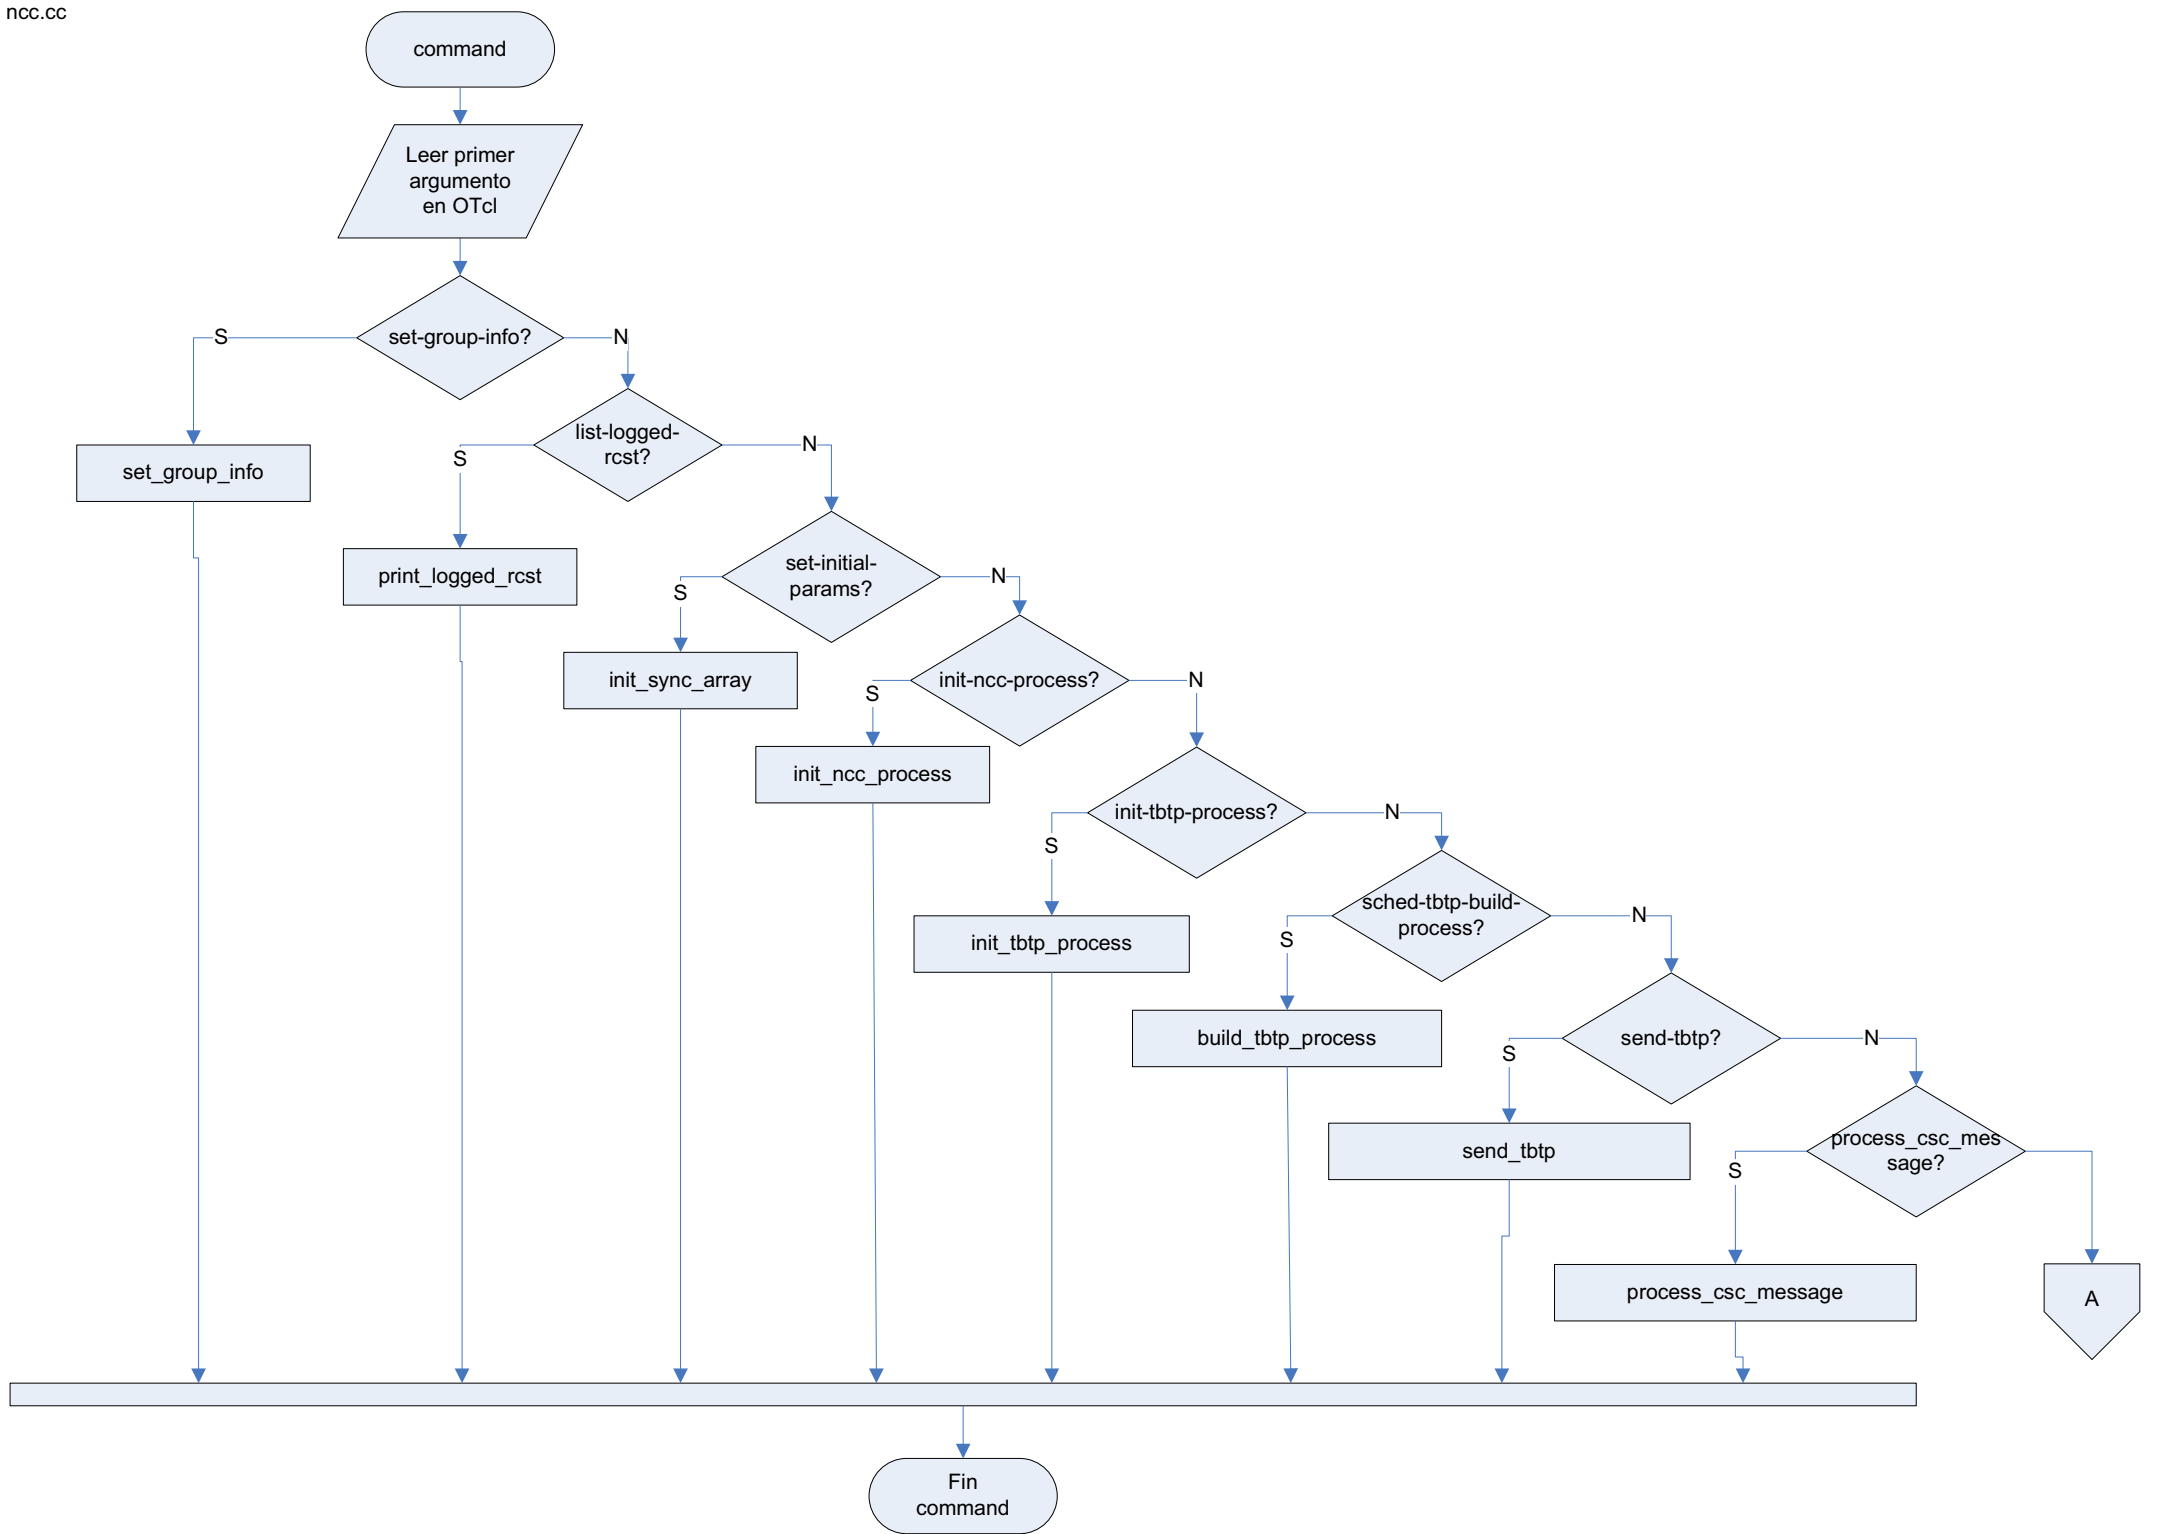 ncc.cc
command
Leer primer
argumento
en OTcl
set-group-info?
S
N
list-logged-
rcst?
S
N
set_group_info
set-initial-
params?
S
N
print_logged_rcst
init-ncc-process?
S
N
init_sync_array
init_ncc_process
init-tbtp-process?
S
N
sched-tbtp-build-
process?
S
N
init_tbtp_process
send-tbtp?
S
N
build_tbtp_process
process_csc_mes
sage?
S
send_tbtp
process_csc_message
A
Fin
command